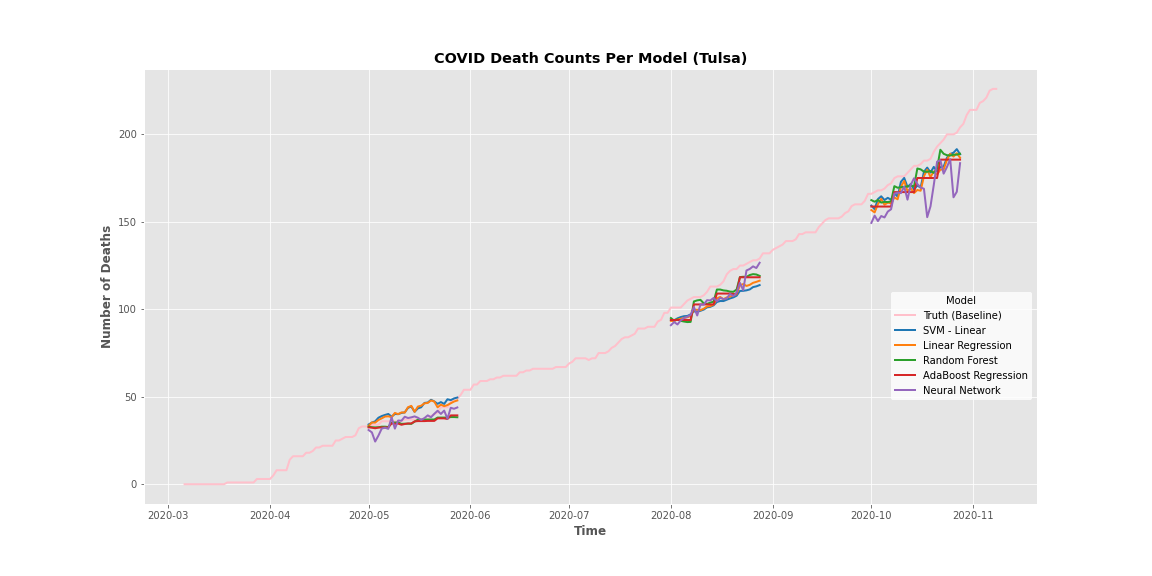 COVID Death Counts Per Model (Tulsa)
200
150
100
50
0
Number of Deaths
Model
Truth (Baseline)
SVM - Linear
Linear Regression
Random Forest
AdaBoost Regression
Neural Network
2020-03 2020-04 2020-05 2020-06 2020-07 2020-08 2020-09 2020-10 2020-11
Time